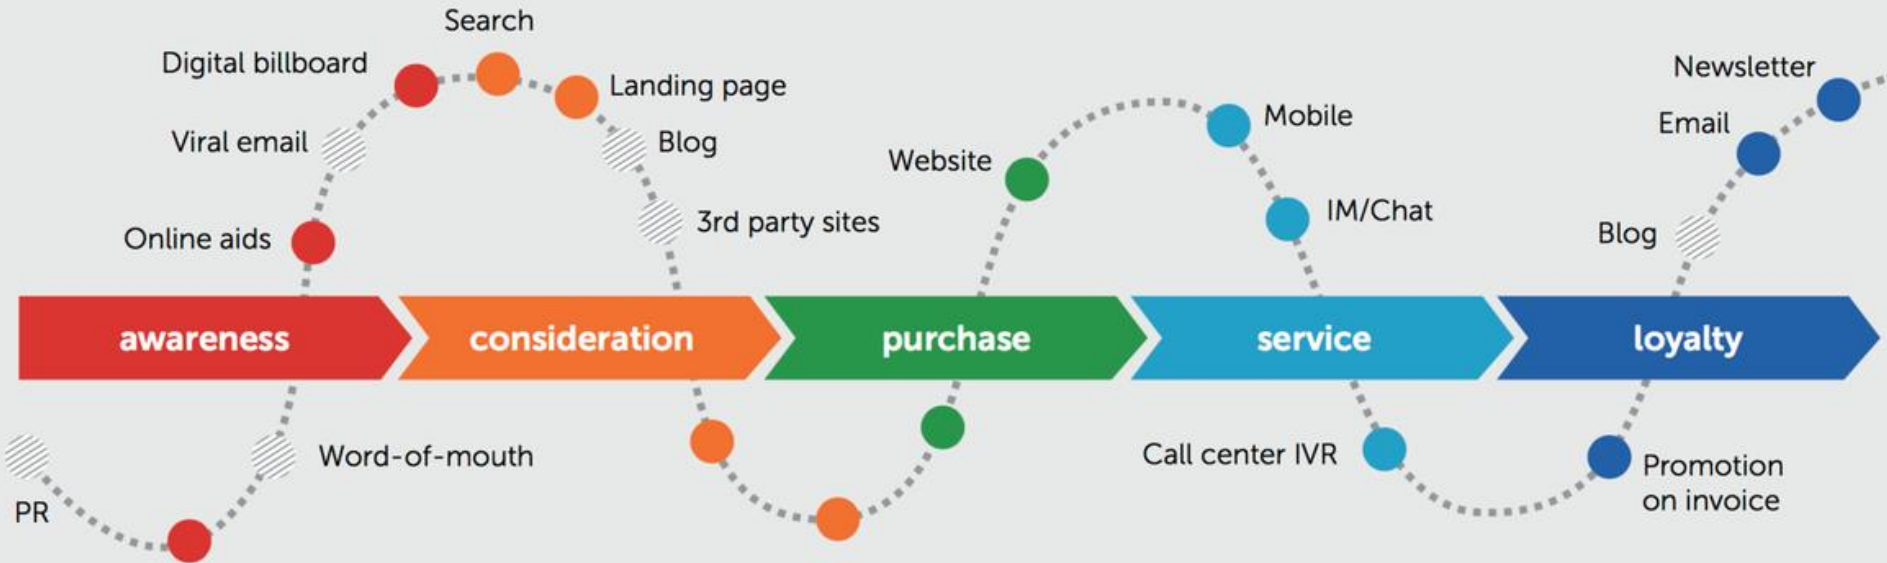 Search
Digital billboard
Landing page
Viral email
Blog
Online aids
3rd party sites
Website
Mobile
IM/Chat
Newsletter
Email
Blog
awareness
consideration
purchase
service
loyalty
PR
Word-of-mouth
Call center IVR
Promotion
on invoice